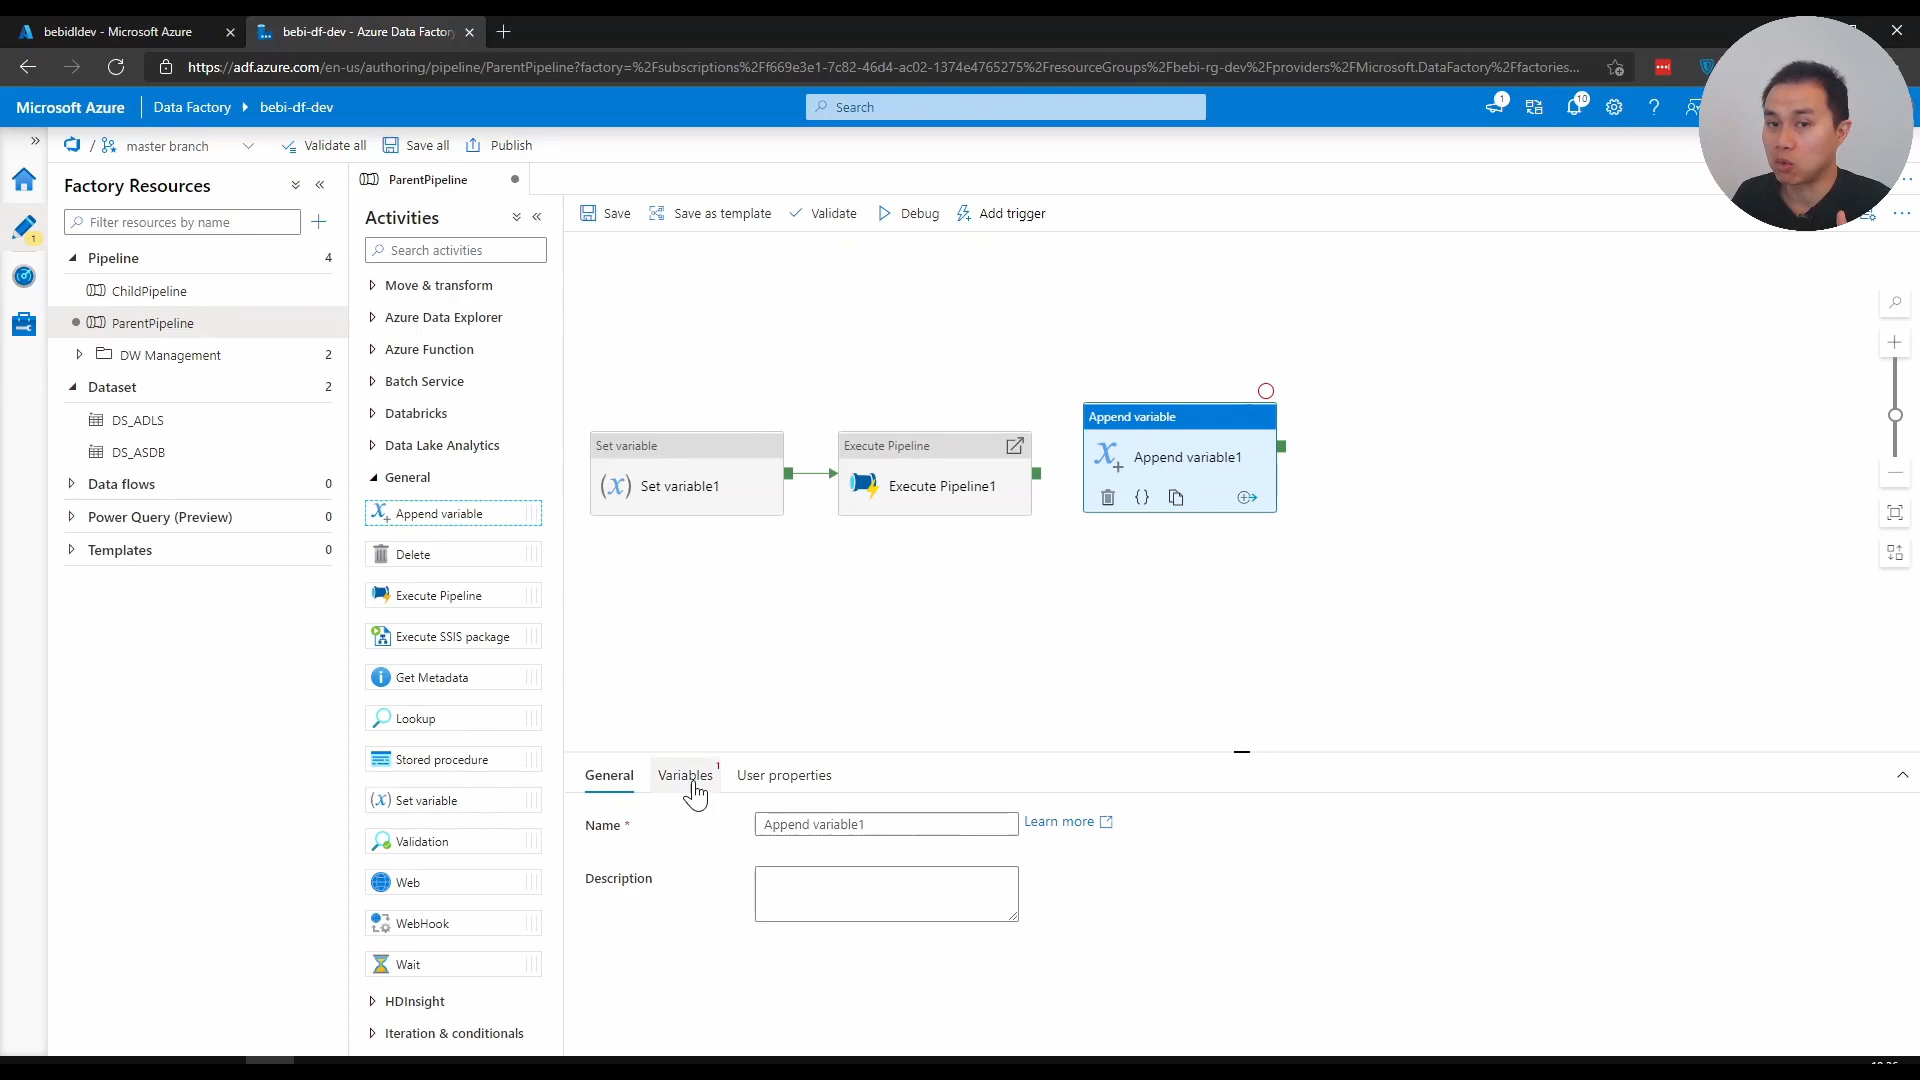 bebidldev - Microsoft Azure
bebi-df-dev - Azure Data Factory
https://adf.azure.com/en-us/authoring/pipeline/ParentPipeline?factory=%2Fsubscriptions%2Ff669e3e1-7c82-46d4-ac02-1374e4765275%2FresourceGroups%2Fbebi-rg-dev%2Fproviders%2FMicrosoft.DataFactory%2Ffactories...
Microsoft Azure
Data Factory
bebi-df-dev
Search
1
10
?
/
master branch
Validate all
Save all
Publish
Factory Resources
Filter resources by name
1
Pipeline 4
ChildPipeline
ParentPipeline
DW Management 2
Dataset 2
DS_ADLS
DS_ASDB
Data flows 0
Power Query (Preview) 0
Templates 0
ParentPipeline
Activities
Search activities
Move & transform
Azure Data Explorer
Azure Function
Batch Service
Databricks
Data Lake Analytics
General
Append variable
Delete
Execute Pipeline
Execute SSIS package
Get Metadata
Lookup
Stored procedure
(x) Set variable
Validation
Web
WebHook
Wait
HDInsight
Iteration & conditionals
Save
Save as template
Validate
Debug
Add trigger
Set variable
(x) Set variable1
Execute Pipeline
Execute Pipeline1
Append variable
X+ Append variable1
{}
General
Variables 1
User properties
Name *
Append variable1
Learn more
Description